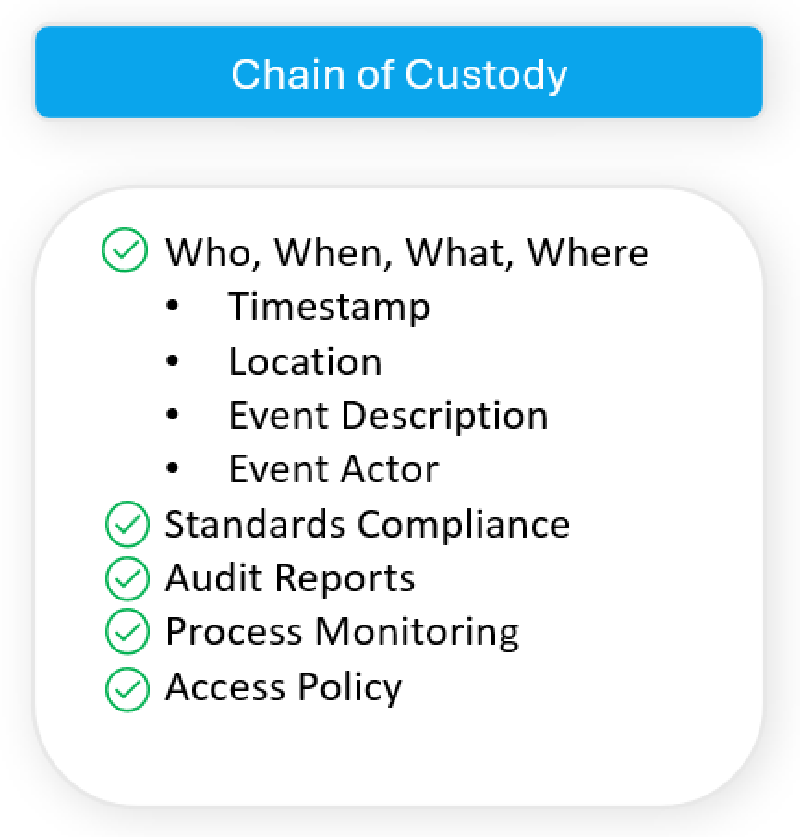 Chain of Custody
Who, When, What, Where
• Timestamp
• Location
• Event Description
• Event Actor
Standards Compliance
Audit Reports
Process Monitoring
Access Policy